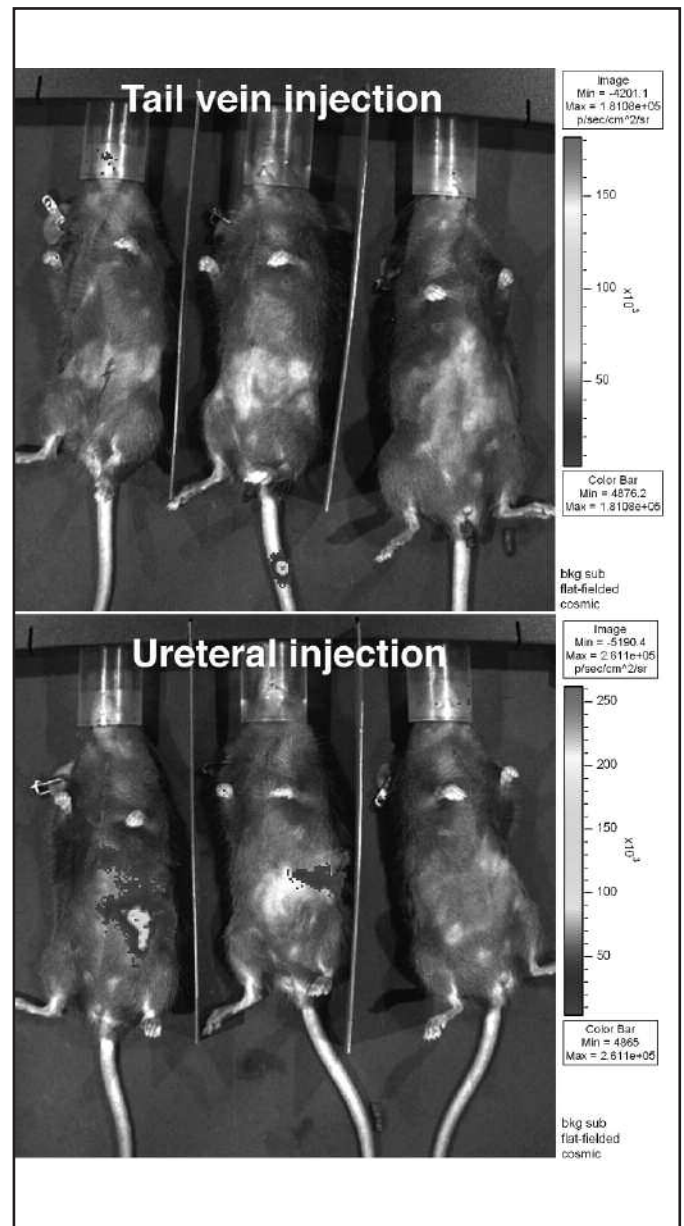 Tail vein injection
Image
Min = -4201.1
Max = 1.8108e+05
p/sec/cm^2/sr
150
100
50
x10^3
Color Bar
Min = 4876.2
Max = 1.8108e+05
bkg sub
flat-fielded
cosmic
Ureteral injection
Image
Min = -5190.4
Max = 2.611e+05
p/sec/cm^2/sr
250
200
150
100
50
x10^3
Color Bar
Min = 4865
Max = 2.611e+05
bkg sub
flat-fielded
cosmic